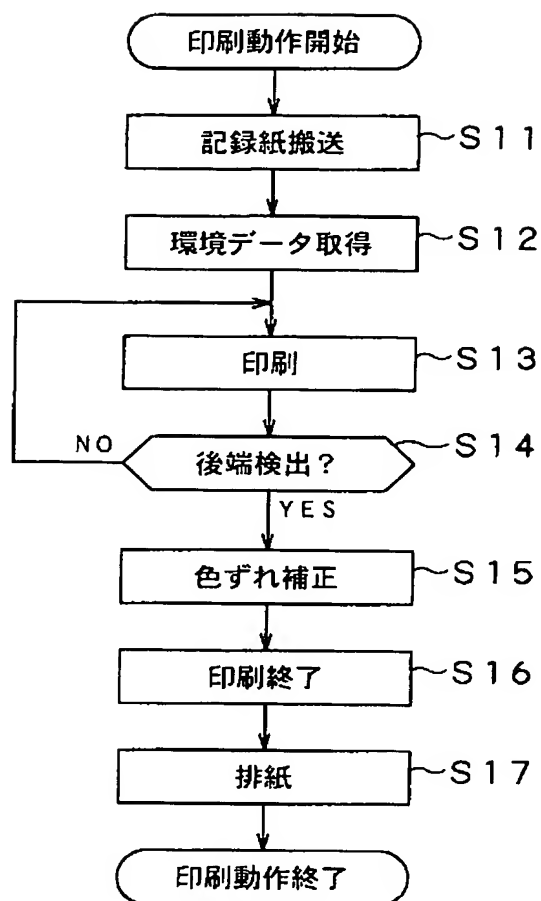 印刷動作開始
記録紙搬送 S11
環境データ取得 S12
印刷 S13
後端検出? S14
NO
YES
色ずれ補正 S15
印刷終了 S16
排紙 S17
印刷動作終了